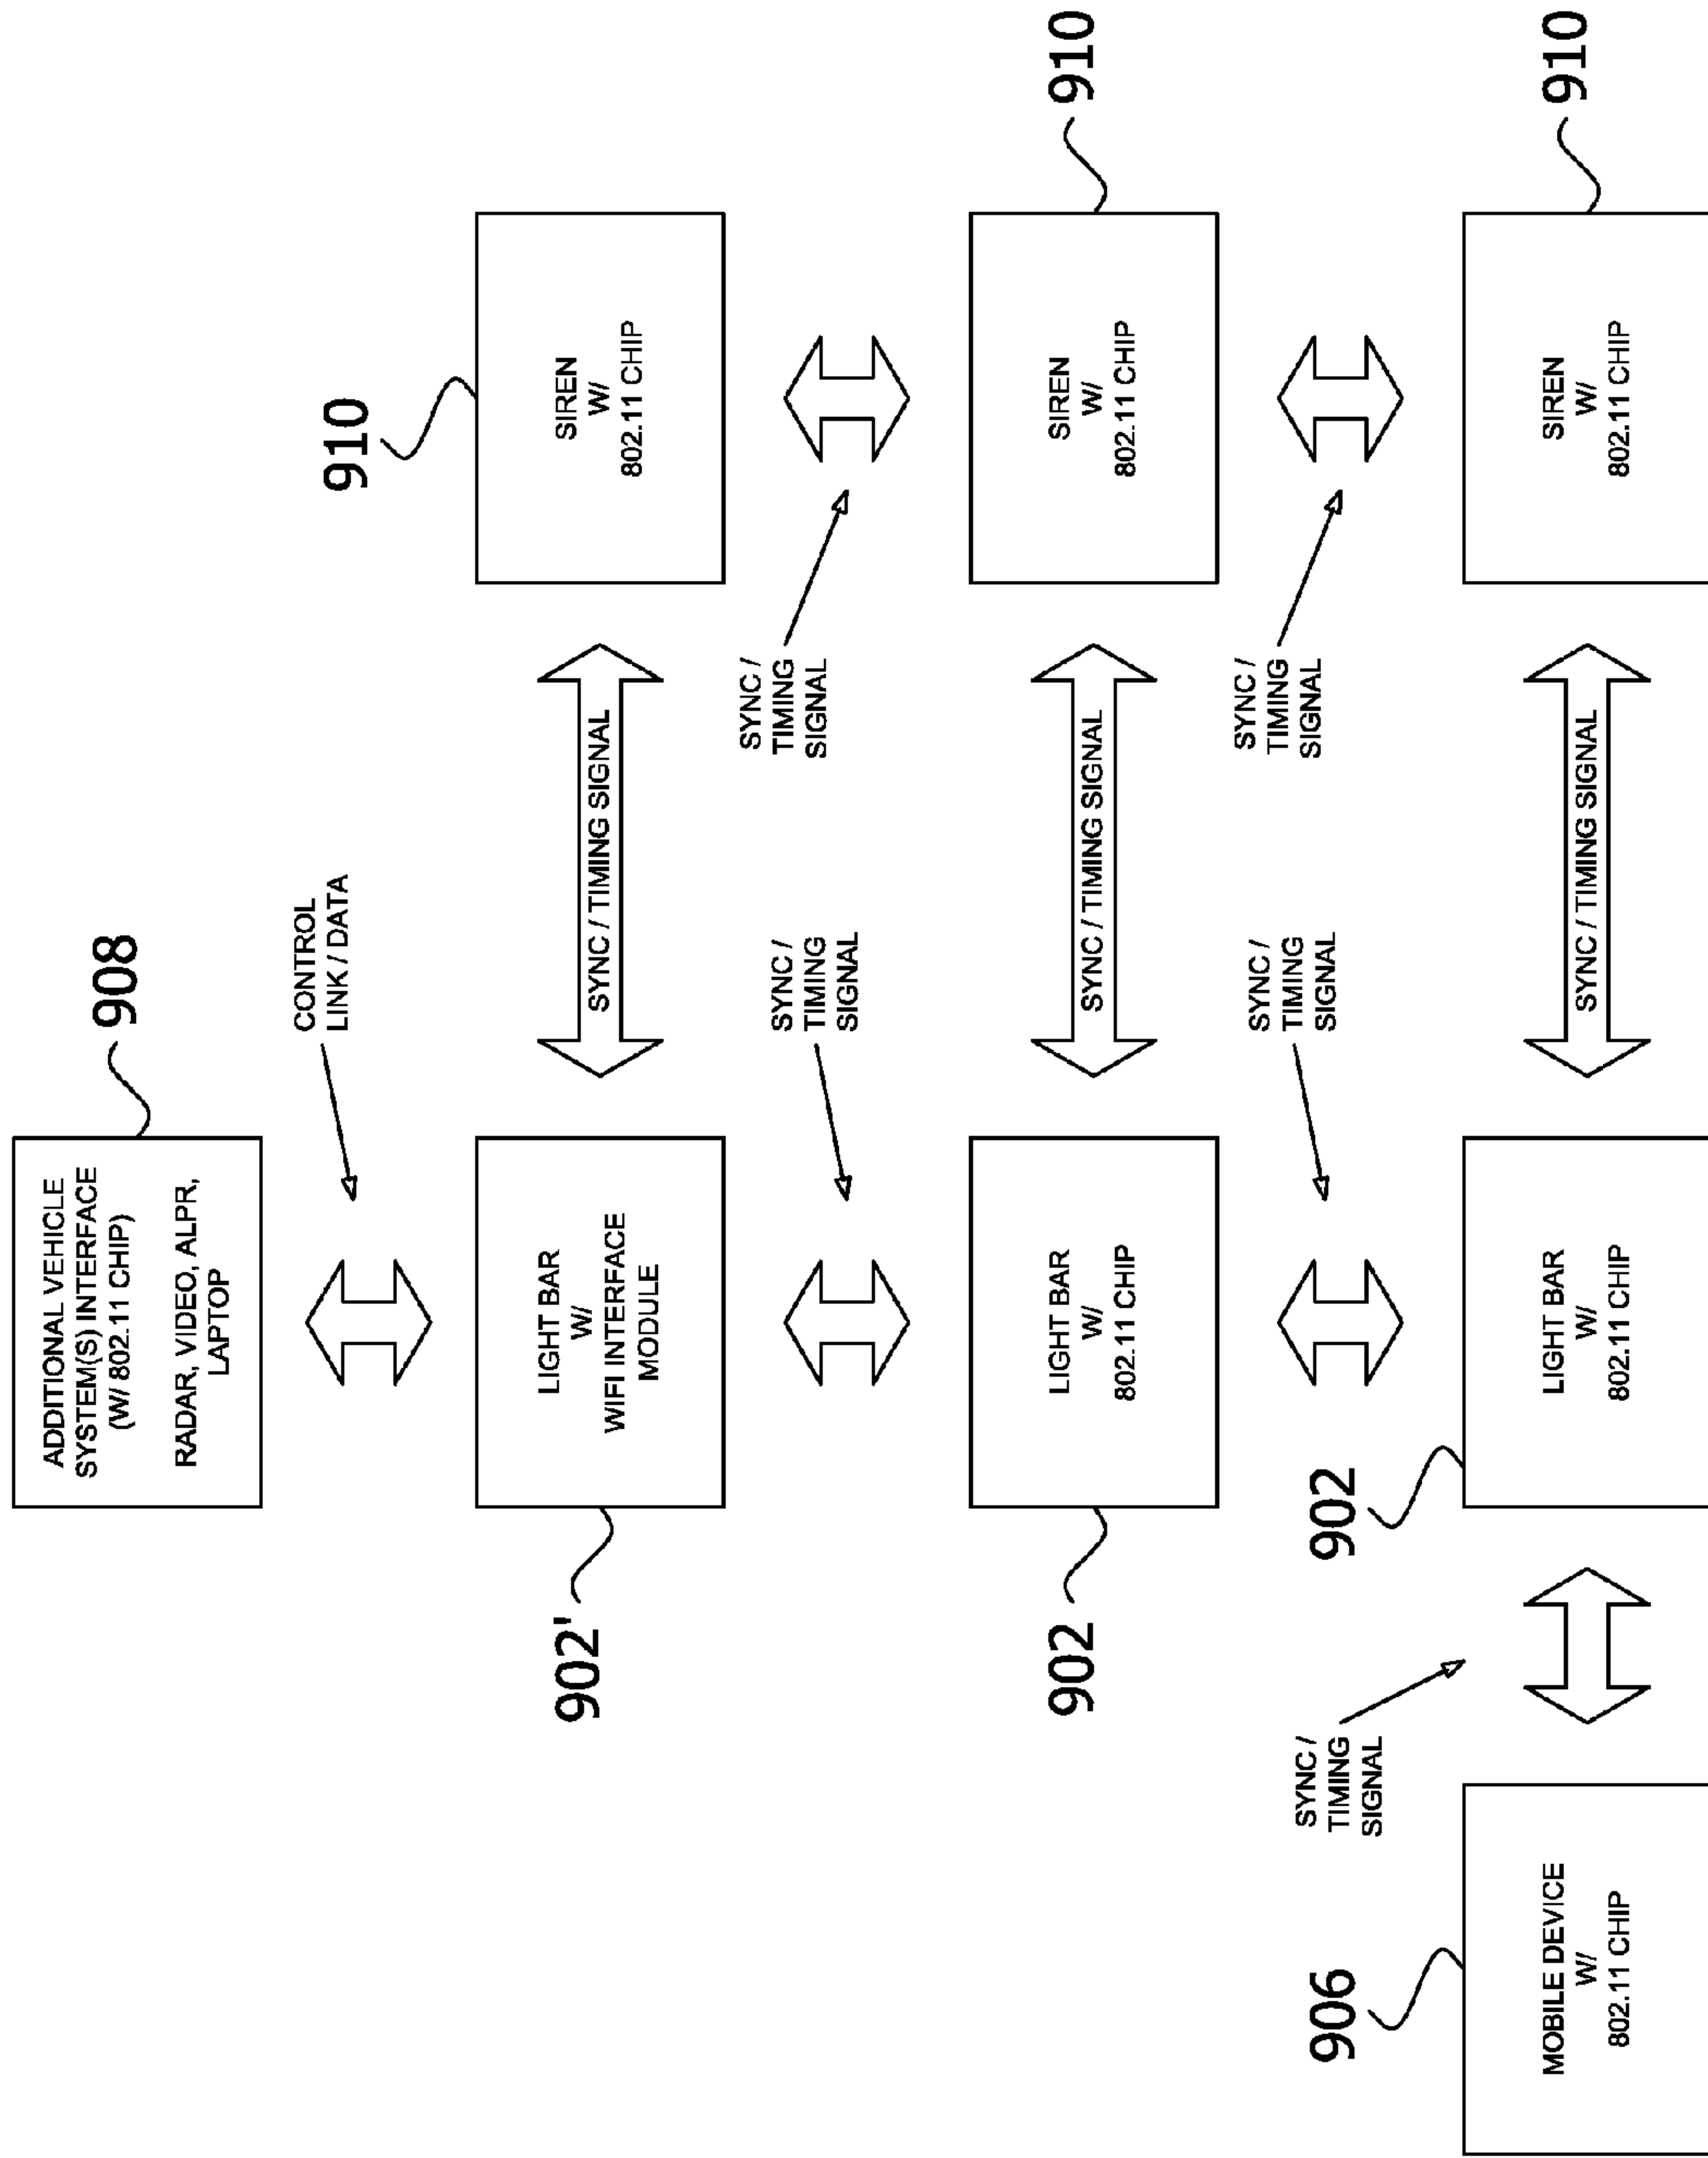 ADDITIONAL VEHICLE
SYSTEM(S) INTERFACE
(W/ 802.11 CHIP)
RADAR, VIDEO, ALPR,
LAPTOP
908
CONTROL
LINK / DATA
910
902'
LIGHT BAR
W/
WIFI INTERFACE
MODULE
SYNC / TIMING SIGNAL
SIREN
W/
802.11 CHIP
SYNC /
TIMING
SIGNAL
SYNC /
TIMING
SIGNAL
902
LIGHT BAR
W/
802.11 CHIP
SYNC / TIMING SIGNAL
SIREN
W/
802.11 CHIP
910
SYNC /
TIMING
SIGNAL
SYNC /
TIMING
SIGNAL
906
SYNC /
TIMING
SIGNAL
902
MOBILE DEVICE
W/
802.11 CHIP
LIGHT BAR
W/
802.11 CHIP
SYNC / TIMING SIGNAL
SIREN
W/
802.11 CHIP
910